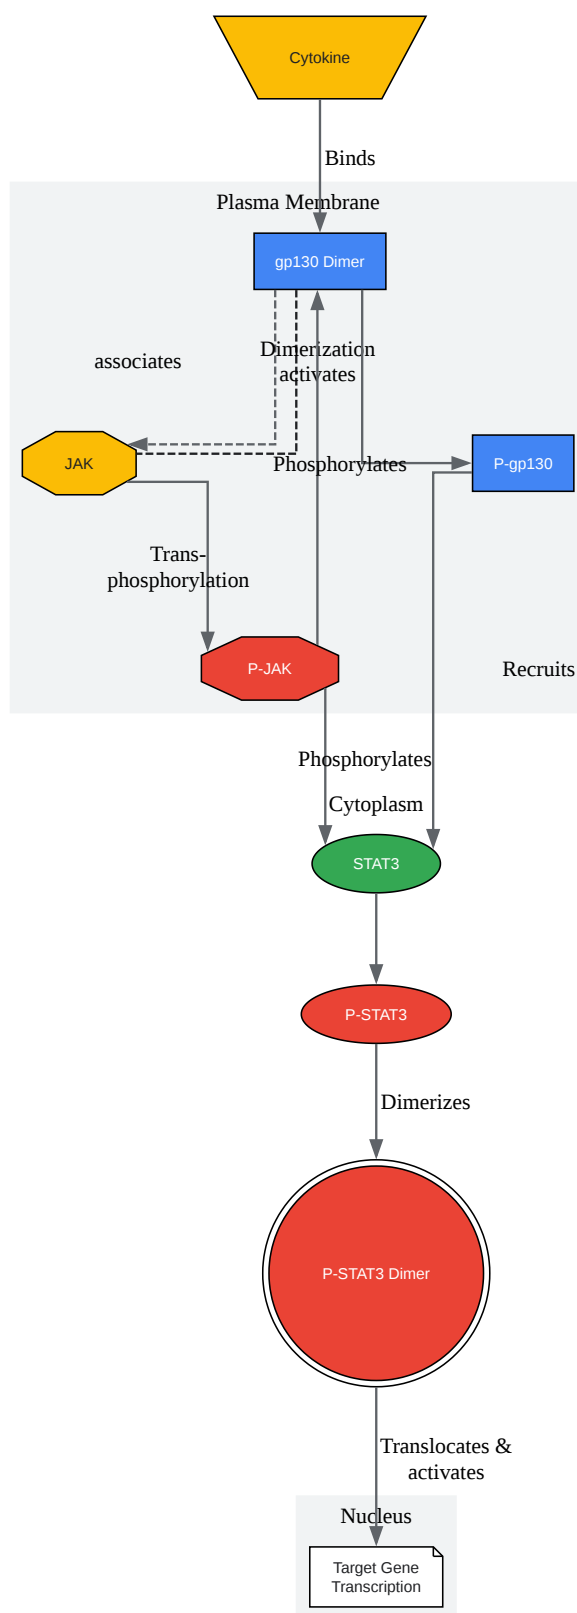 Cytokine
Binds
Plasma Membrane
gp130 Dimer
associates
Dimerization
activates
JAK
Phosphorylates
P-gp130
Trans-
phosphorylation
P-JAK
Recruits
Phosphorylates
Cytoplasm
STAT3
P-STAT3
Dimerizes
P-STAT3 Dimer
Translocates &
activates
Nucleus
Target Gene
Transcription